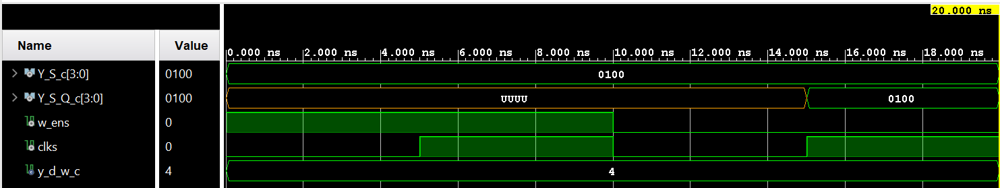 20.000 ns
Name Value
0.000 ns 2.000 ns 4.000 ns 6.000 ns 8.000 ns 10.000 ns 12.000 ns 14.000 ns 16.000 ns 18.000 ns
Y_S_c[3:0] 0100 0100
Y_S_Q_c[3:0] 0100 UUUU 0100
w_ens 0
clks 0
y_d_w_c 4 4